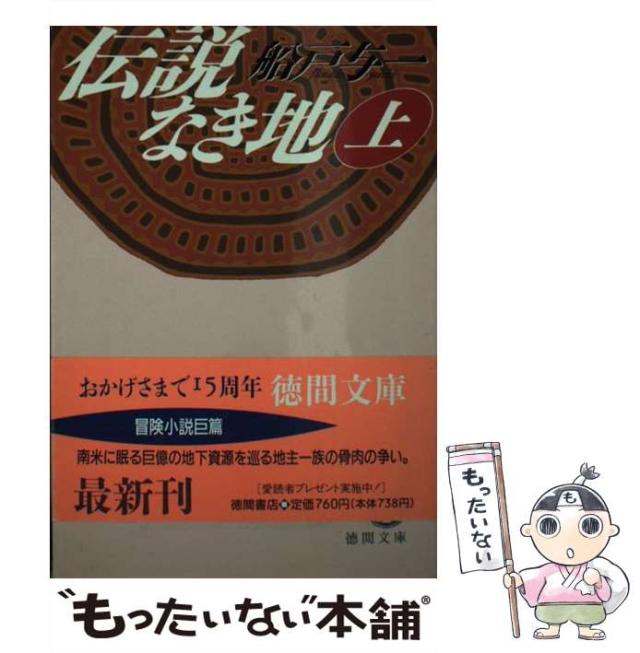 伝説なき地 上
船戸与一
おかげさまで15周年 徳間文庫
冒険小説巨篇
南米に眠る巨億の地下資源を巡る地主一族の骨肉の争い。
最新刊
[愛読者プレゼント実施中!]
徳間書店 定価760円(本体738円)
徳間文庫
もったいない
"もったいない"本舗®